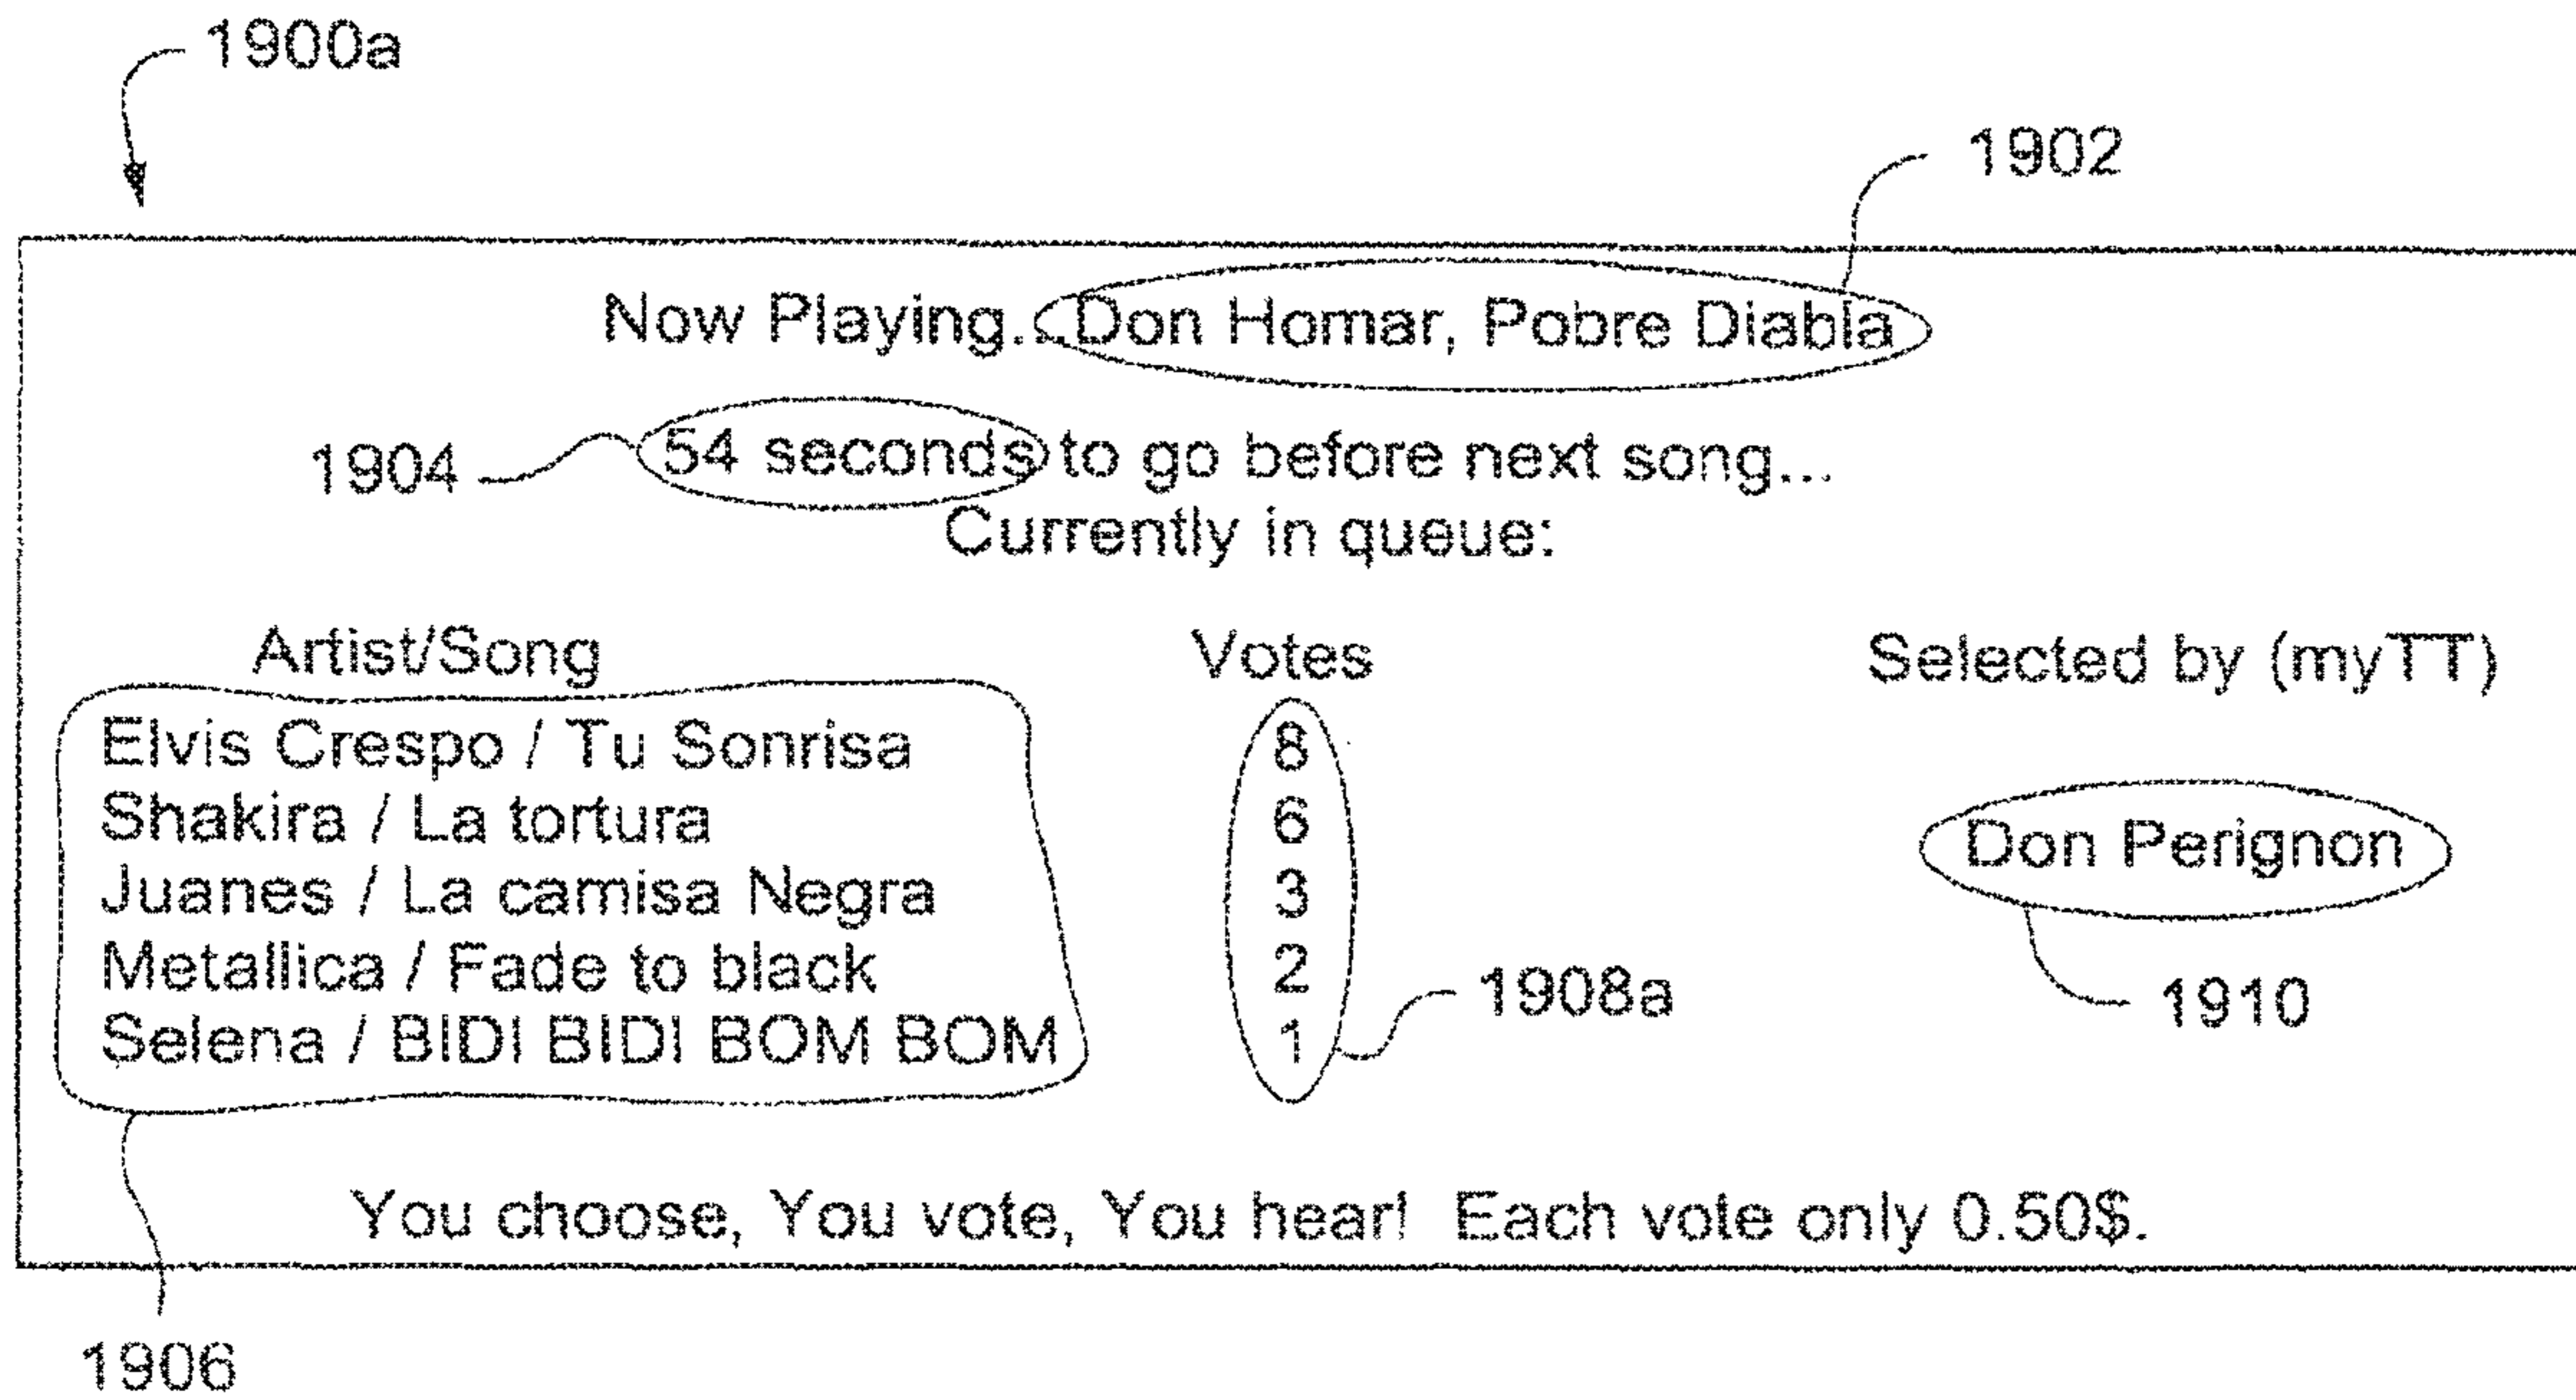 1900a
1902
Now Playing...Don Homar, Pobre Diabla
1904 54 seconds to go before next song...
Currently in queue:
Artist/Song Votes Selected by (myTT)
Elvis Crespo / Tu Sonrisa 8
Shakira / La tortura 6 Don Perignon
Juanes / La camisa Negra 3
Metallica / Fade to black 2 1908a 1910
Selena / BIDI BIDI BOM BOM 1
You choose, You vote, You hear! Each vote only 0.50$.
1906